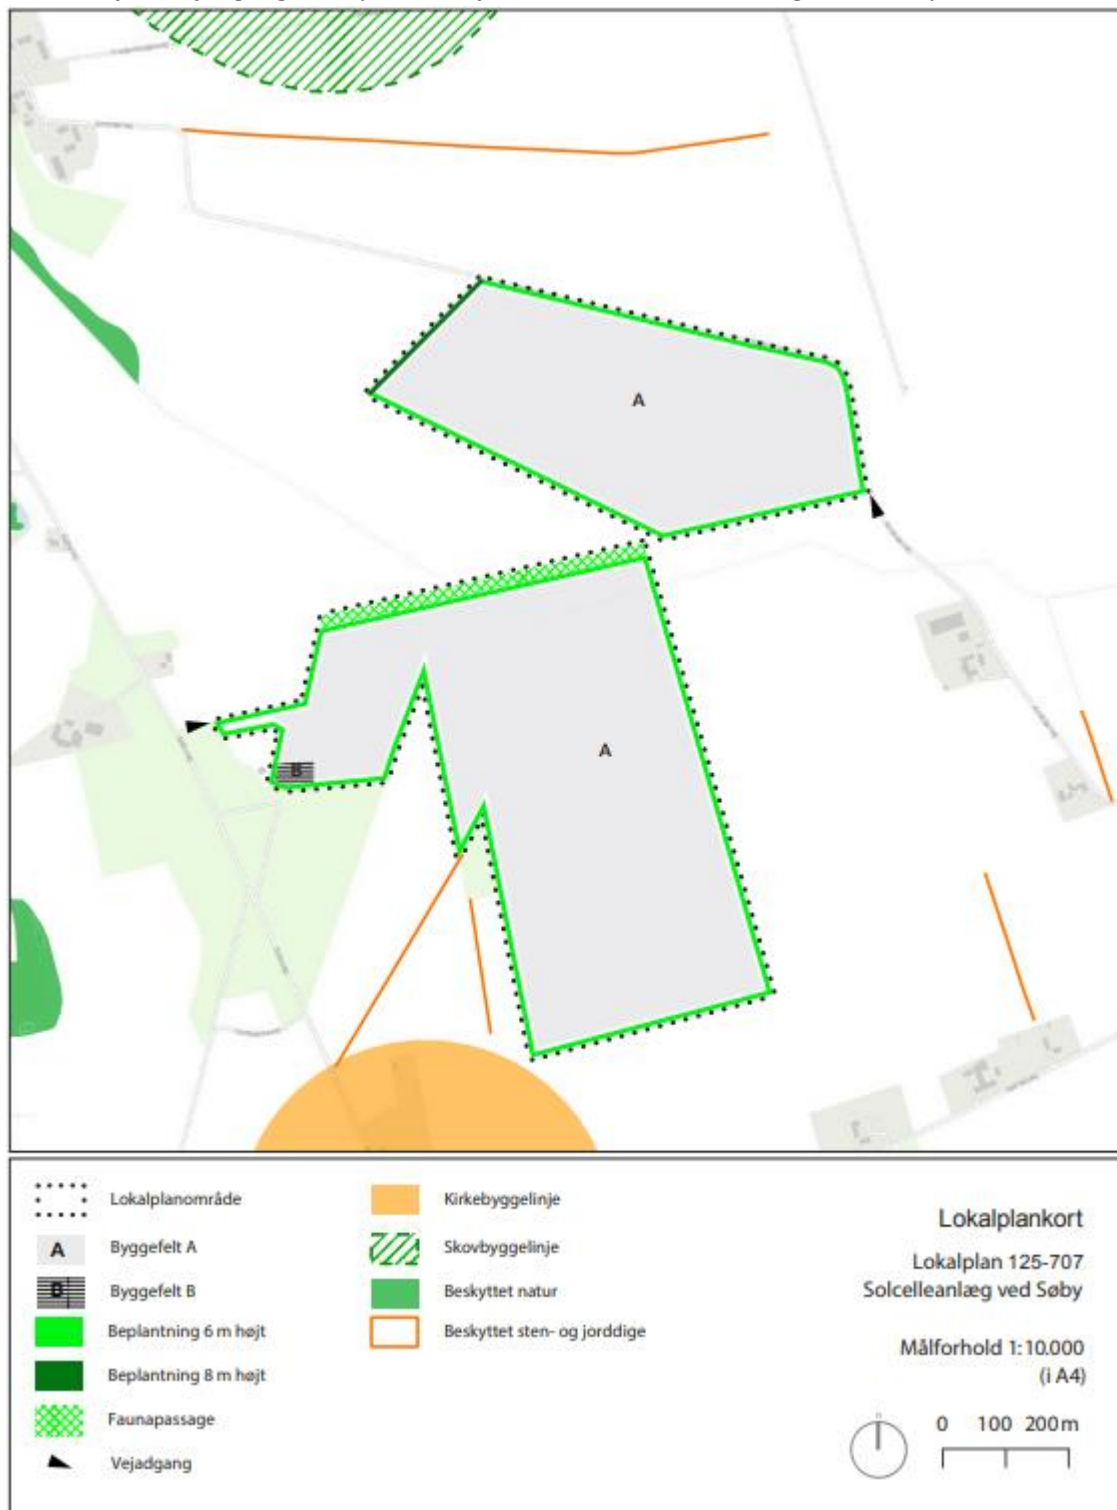 A
A
B
Lokalplanområde
A Byggefelt A
B Byggefelt B
Beplantning 6 m højt
Beplantning 8 m højt
Faunapassage
Vejadgang
Kirkebyggelinje
Skovbyggelinje
Beskyttet natur
Beskyttet sten- og jorddige
Lokalplankort
Lokalplan 125-707
Solcelleanlæg ved Søby
Målforhold 1:10.000
(i A4)
0 100 200 m